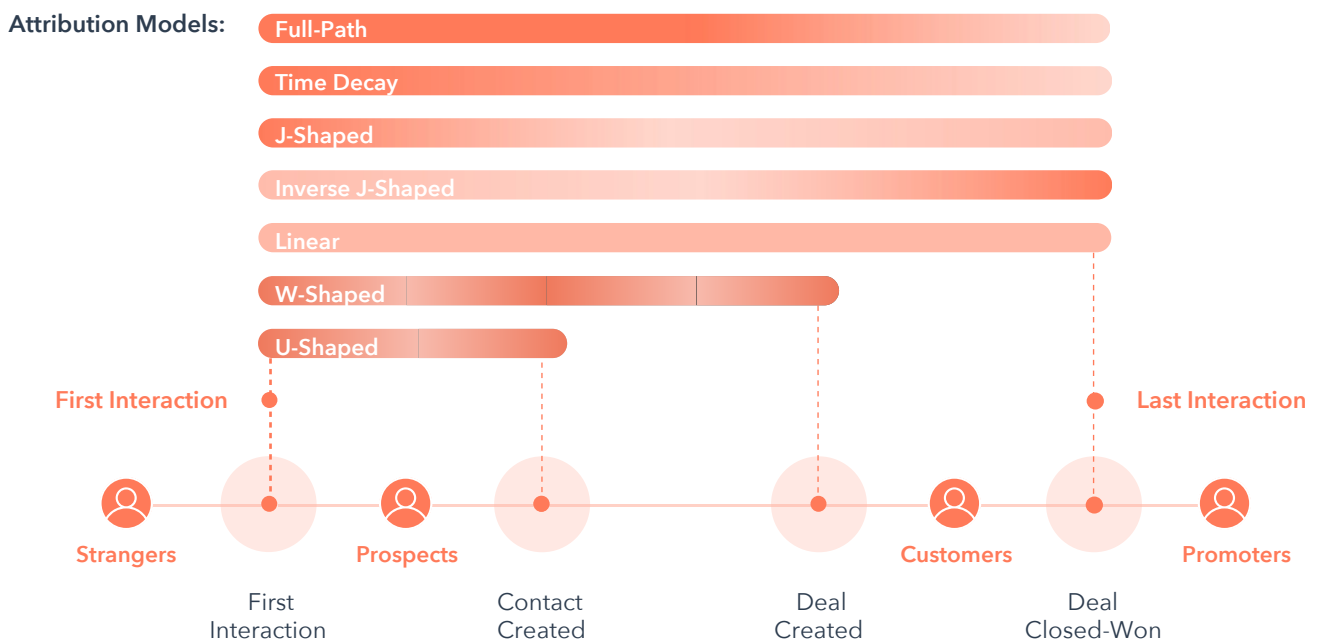 Attribution Models:
Full-Path
Time Decay
J-Shaped
Inverse J-Shaped
Linear
W-Shaped
U-Shaped
First Interaction
Last Interaction
Strangers
Prospects
Customers
Promoters
First
Interaction
Contact
Created
Deal
Created
Deal
Closed-Won